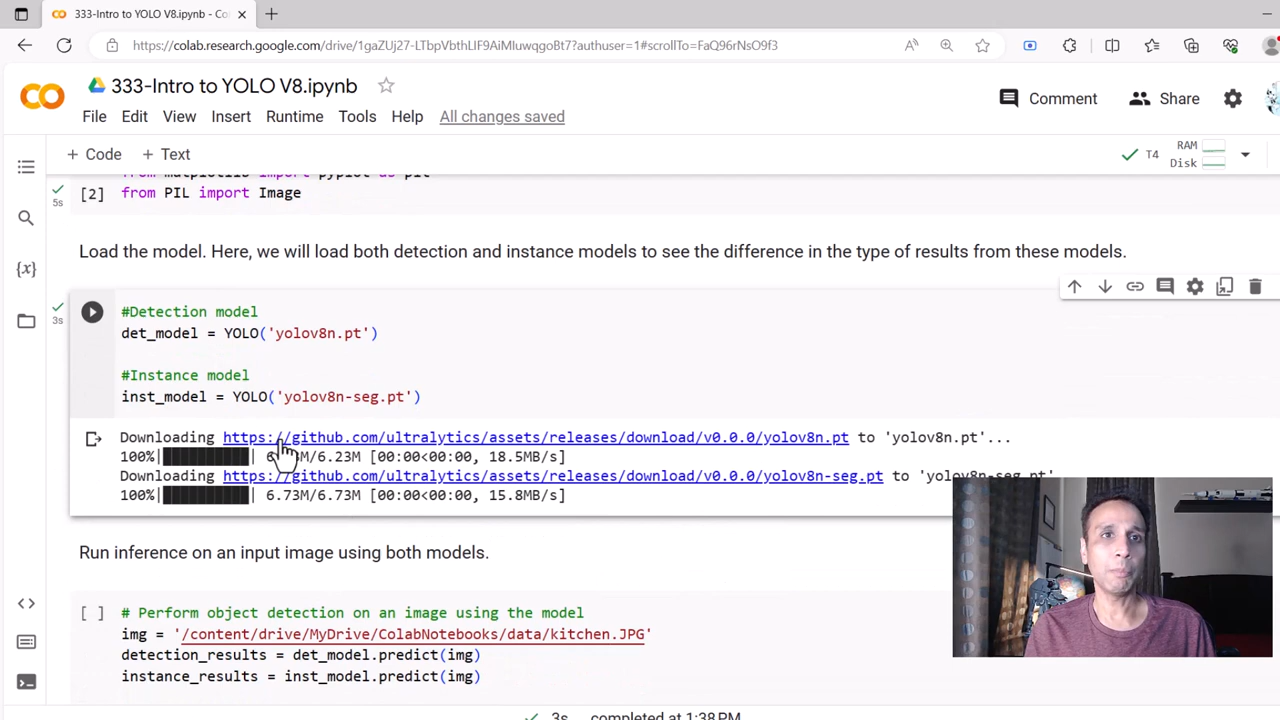 333-Intro to YOLO V8.ipynb - Co
https://colab.research.google.com/drive/1gaZUj27-LTbpVbthLIF9AiMluwqgoBt7?authuser=1#scrollTo=FaQ96rNsO9f3
333-Intro to YOLO V8.ipynb
Comment
Share
File Edit View Insert Runtime Tools Help All changes saved
+ Code + Text
T4
RAM
Disk
from matplotlib import pyplot as plt
[2] from PIL import Image
5s
Load the model. Here, we will load both detection and instance models to see the difference in the type of results from these models.
3s
#Detection model
det_model = YOLO('yolov8n.pt')
#Instance model
inst_model = YOLO('yolov8n-seg.pt')
Downloading https://github.com/ultralytics/assets/releases/download/v0.0.0/yolov8n.pt to 'yolov8n.pt'...
100%|██████████| M/6.23M [00:00<00:00, 18.5MB/s]
Downloading https://github.com/ultralytics/assets/releases/download/v0.0.0/yolov8n-seg.pt to 'yolov8n-seg.pt'
100%|██████████| 6.73M/6.73M [00:00<00:00, 15.8MB/s]
Run inference on an input image using both models.
[ ] # Perform object detection on an image using the model
img = '/content/drive/MyDrive/ColabNotebooks/data/kitchen.JPG'
detection_results = det_model.predict(img)
instance_results = inst_model.predict(img)
3s completed at 1:38 PM